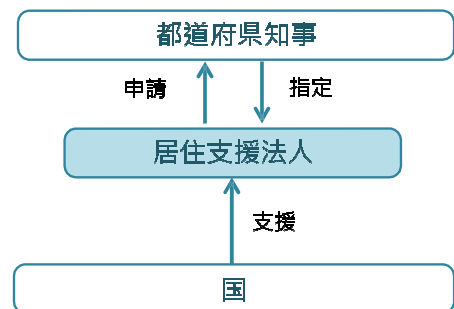 都道府県知事
申請
指定
居住支援法人
支援
国